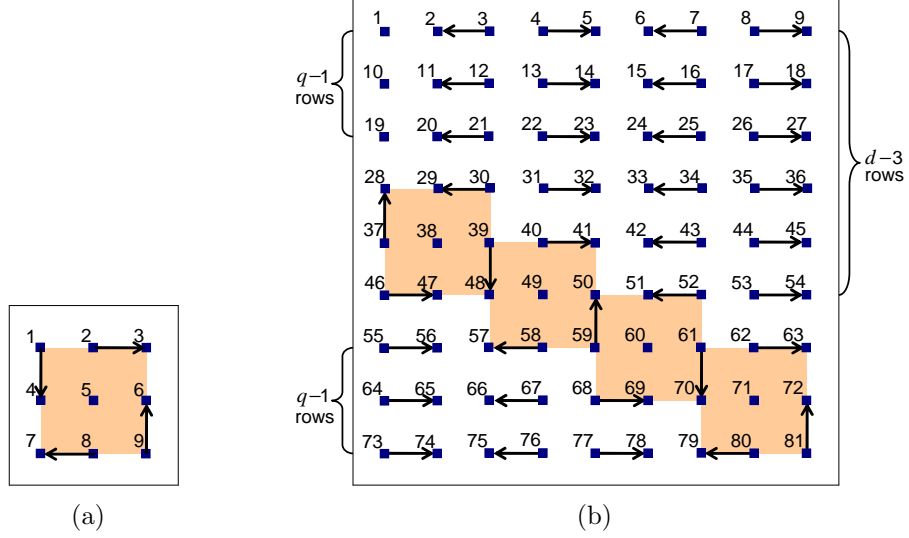 1 2 3 4 5 6 7 8 9
q−1 rows
10 11 12 13 14 15 16 17 18
19 20 21 22 23 24 25 26 27
d−3 rows
28 29 30 31 32 33 34 35 36
37 38 39 40 41 42 43 44 45
46 47 48 49 50 51 52 53 54
1 2 3
55 56 57 58 59 60 61 62 63
4 5 6
q−1 rows
64 65 66 67 68 69 70 71 72
7 8 9
73 74 75 76 77 78 79 80 81
(a)
(b)